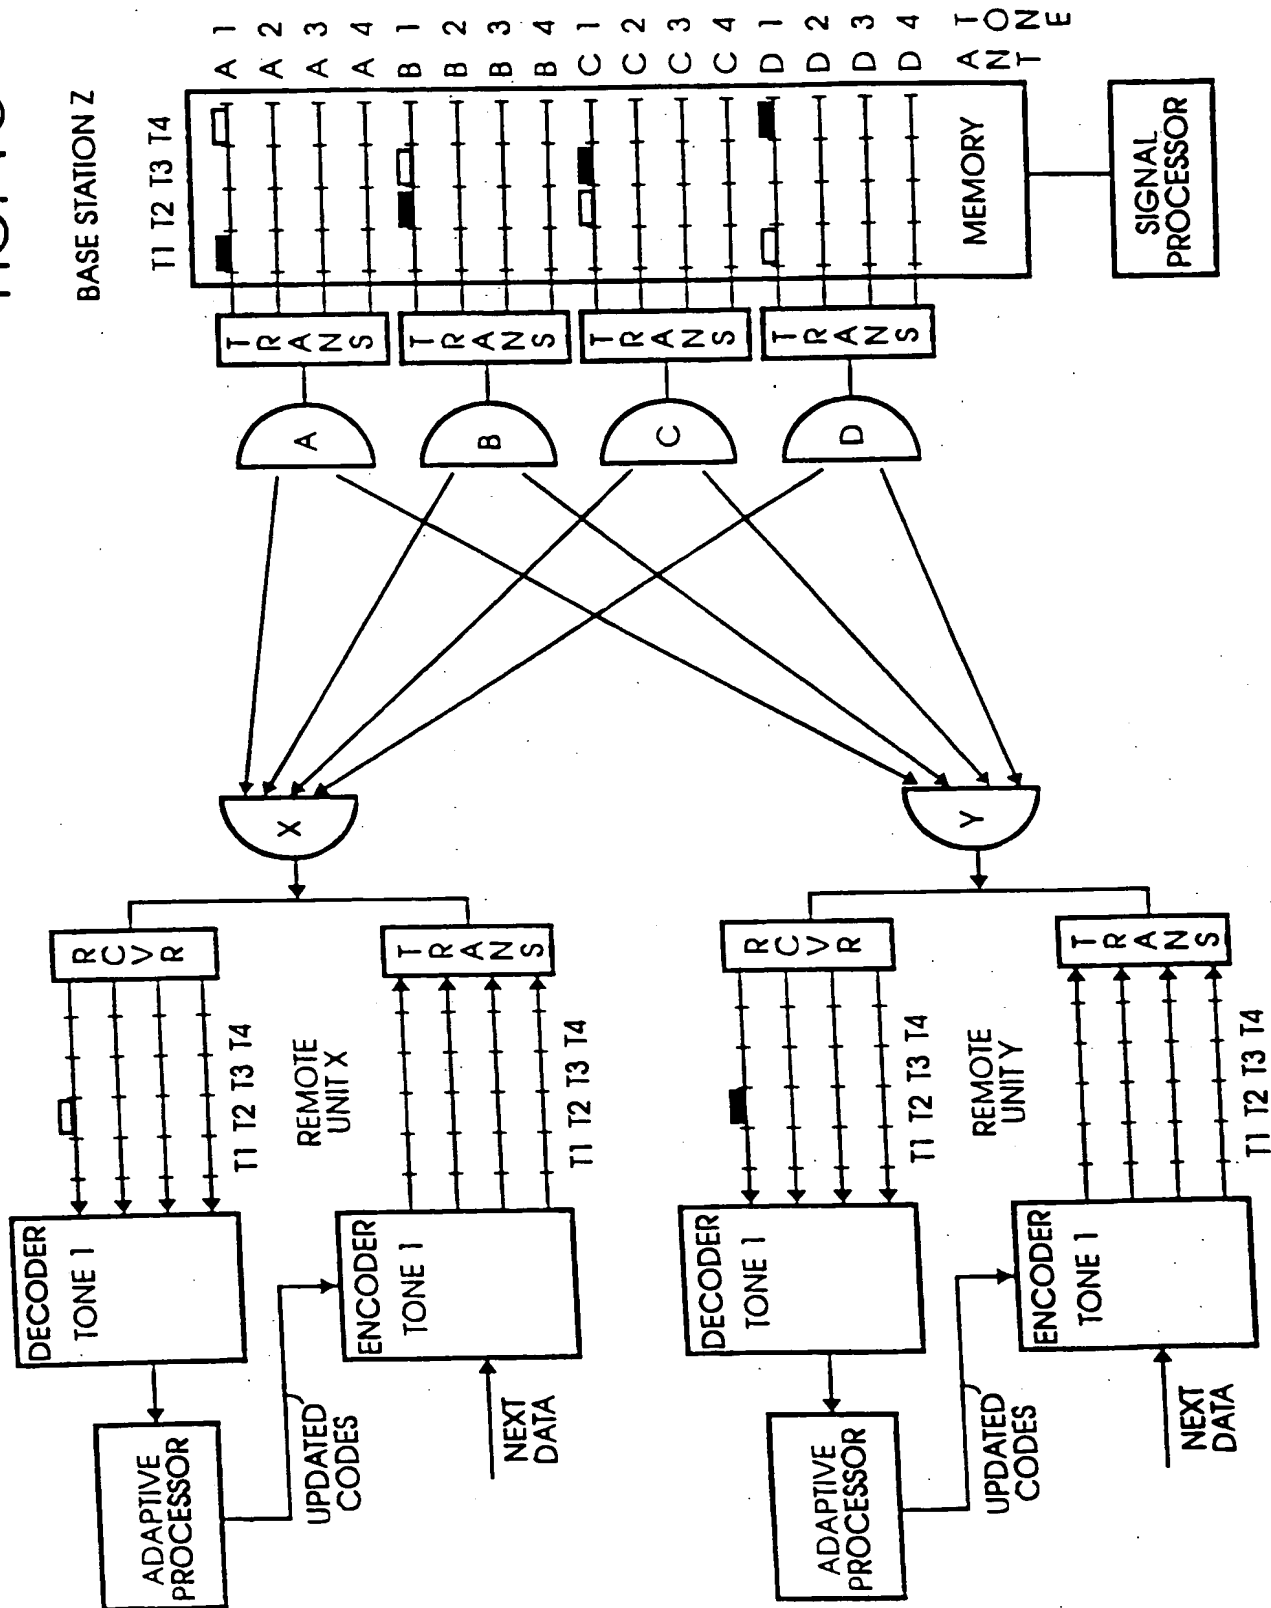 BASE STATION Z
T1 T2 T3 T4
A 1
A 2
A 3
A 4
B 1
B 2
B 3
B 4
C 1
C 2
C 3
C 4
D 1
D 2
D 3
D 4
ANT
TONE
MEMORY
SIGNAL
PROCESSOR
TRANS
TRANS
TRANS
TRANS
A
B
C
D
X
Y
RCVR
TRANS
T1 T2 T3 T4
REMOTE
UNIT X
T1 T2 T3 T4
DECODER
TONE 1
ENCODER
TONE 1
ADAPTIVE
PROCESSOR
UPDATED
CODES
NEXT
DATA
RCVR
TRANS
T1 T2 T3 T4
REMOTE
UNIT Y
T1 T2 T3 T4
DECODER
TONE 1
ENCODER
TONE 1
ADAPTIVE
PROCESSOR
UPDATED
CODES
NEXT
DATA